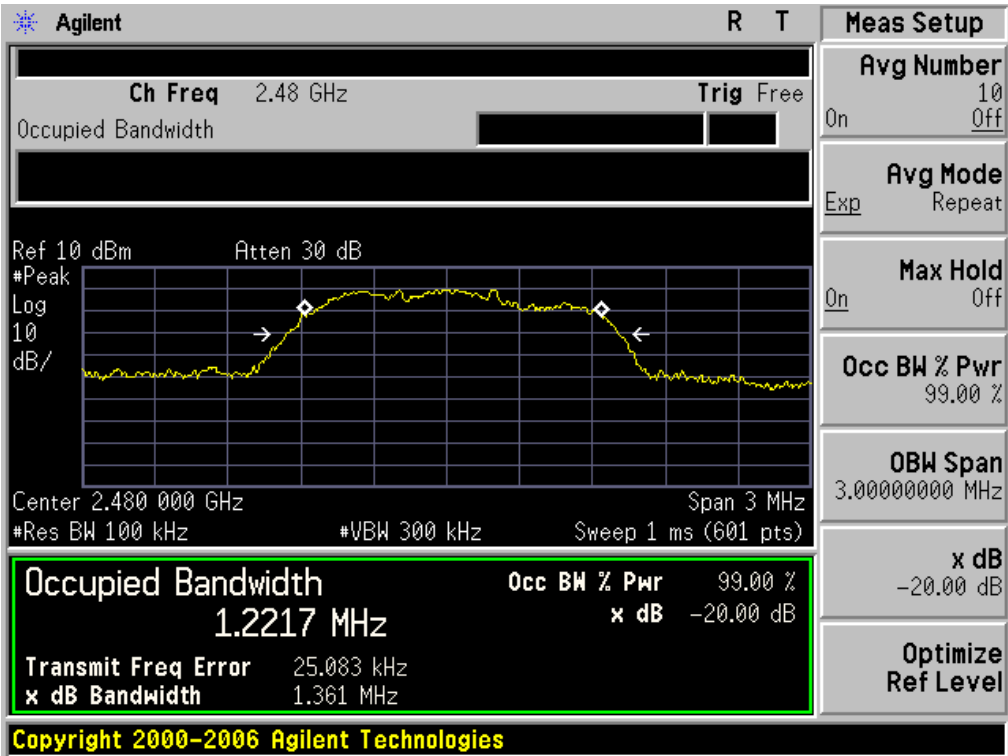 Agilent R T
Ch Freq 2.48 GHz Trig Free
Occupied Bandwidth
Ref 10 dBm Atten 30 dB
#Peak
Log
10
dB/
Center 2.480 000 GHz Span 3 MHz
#Res BW 100 kHz #VBW 300 kHz Sweep 1 ms (601 pts)
Occupied Bandwidth Occ BW % Pwr 99.00 %
1.2217 MHz x dB -20.00 dB
Transmit Freq Error 25.083 kHz
x dB Bandwidth 1.361 MHz
Copyright 2000-2006 Agilent Technologies
Meas Setup
Avg Number
10
On Off
Avg Mode
Exp Repeat
Max Hold
On Off
Occ BW % Pwr
99.00 %
OBW Span
3.00000000 MHz
x dB
-20.00 dB
Optimize
Ref Level